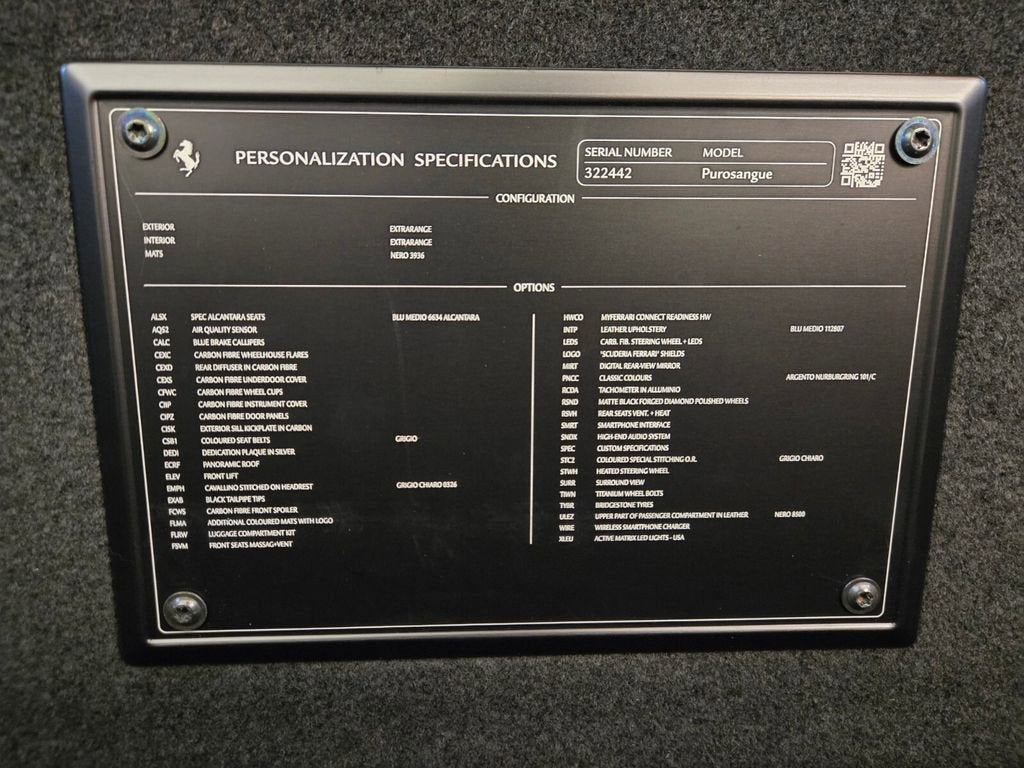 PERSONALIZATION SPECIFICATIONS
SERIAL NUMBER MODEL
322442 Purosangue
CONFIGURATION
EXTERIOR EXTRARANGE
INTERIOR EXTRARANGE
MATS NERO 3936
OPTIONS
ALSX SPEC ALCANTARA SEATS BLU MEDIO 6634 ALCANTARA
AQS2 AIR QUALITY SENSOR
CALC BLUE BRAKE CALLIPERS
CEXC CARBON FIBRE WHEELHOUSE FLARES
CEXD REAR DIFFUSER IN CARBON FIBRE
CEXS CARBON FIBRE UNDERDOOR COVER
CFWC CARBON FIBRE WHEEL CUPS
CIIP CARBON FIBRE INSTRUMENT COVER
CIPZ CARBON FIBRE DOOR PANELS
CISK EXTERIOR SILL KICKPLATE IN CARBON
CSB1 COLOURED SEAT BELTS GRIGIO
DEDI DEDICATION PLAQUE IN SILVER
ECRF PANORAMIC ROOF
ELEV FRONT LIFT
EMPH CAVALLINO STITCHED ON HEADREST GRIGIO CHIARO 0326
EXAB BLACK TAILPIPE TIPS
FCWS CARBON FIBRE FRONT SPOILER
FLMA ADDITIONAL COLOURED MATS WITH LOGO
FLRW LUGGAGE COMPARTMENT KIT
FSVM FRONT SEATS MASSAG+VENT
HWCO MYFERRARI CONNECT READINESS HW
INTP LEATHER UPHOLSTERY BLU MEDIO 112807
LEDS CARB. FIB. STEERING WHEEL + LEDS
LOGO "SCUDERIA FERRARI" SHIELDS
MIRT DIGITAL REAR-VIEW MIRROR
PNCC CLASSIC COLOURS ARGENTO NURBURGRING 101/C
RCDA TACHOMETER IN ALLUMINIO
RSND MATTE BLACK FORGED DIAMOND POLISHED WHEELS
RSVH REAR SEATS VENT. + HEAT
SMRT SMARTPHONE INTERFACE
SNDX HIGH-END AUDIO SYSTEM
SPEC CUSTOM SPECIFICATIONS
STC2 COLOURED SPECIAL STITCHING O.R. GRIGIO CHIARO
STWH HEATED STEERING WHEEL
SURR SURROUND VIEW
TIWN TITANIUM WHEEL BOLTS
TYBR BRIDGESTONE TYRES
ULEZ UPPER PART OF PASSENGER COMPARTMENT IN LEATHER NERO 8500
WIRE WIRELESS SMARTPHONE CHARGER
XLEU ACTIVE MATRIX LED LIGHTS - USA